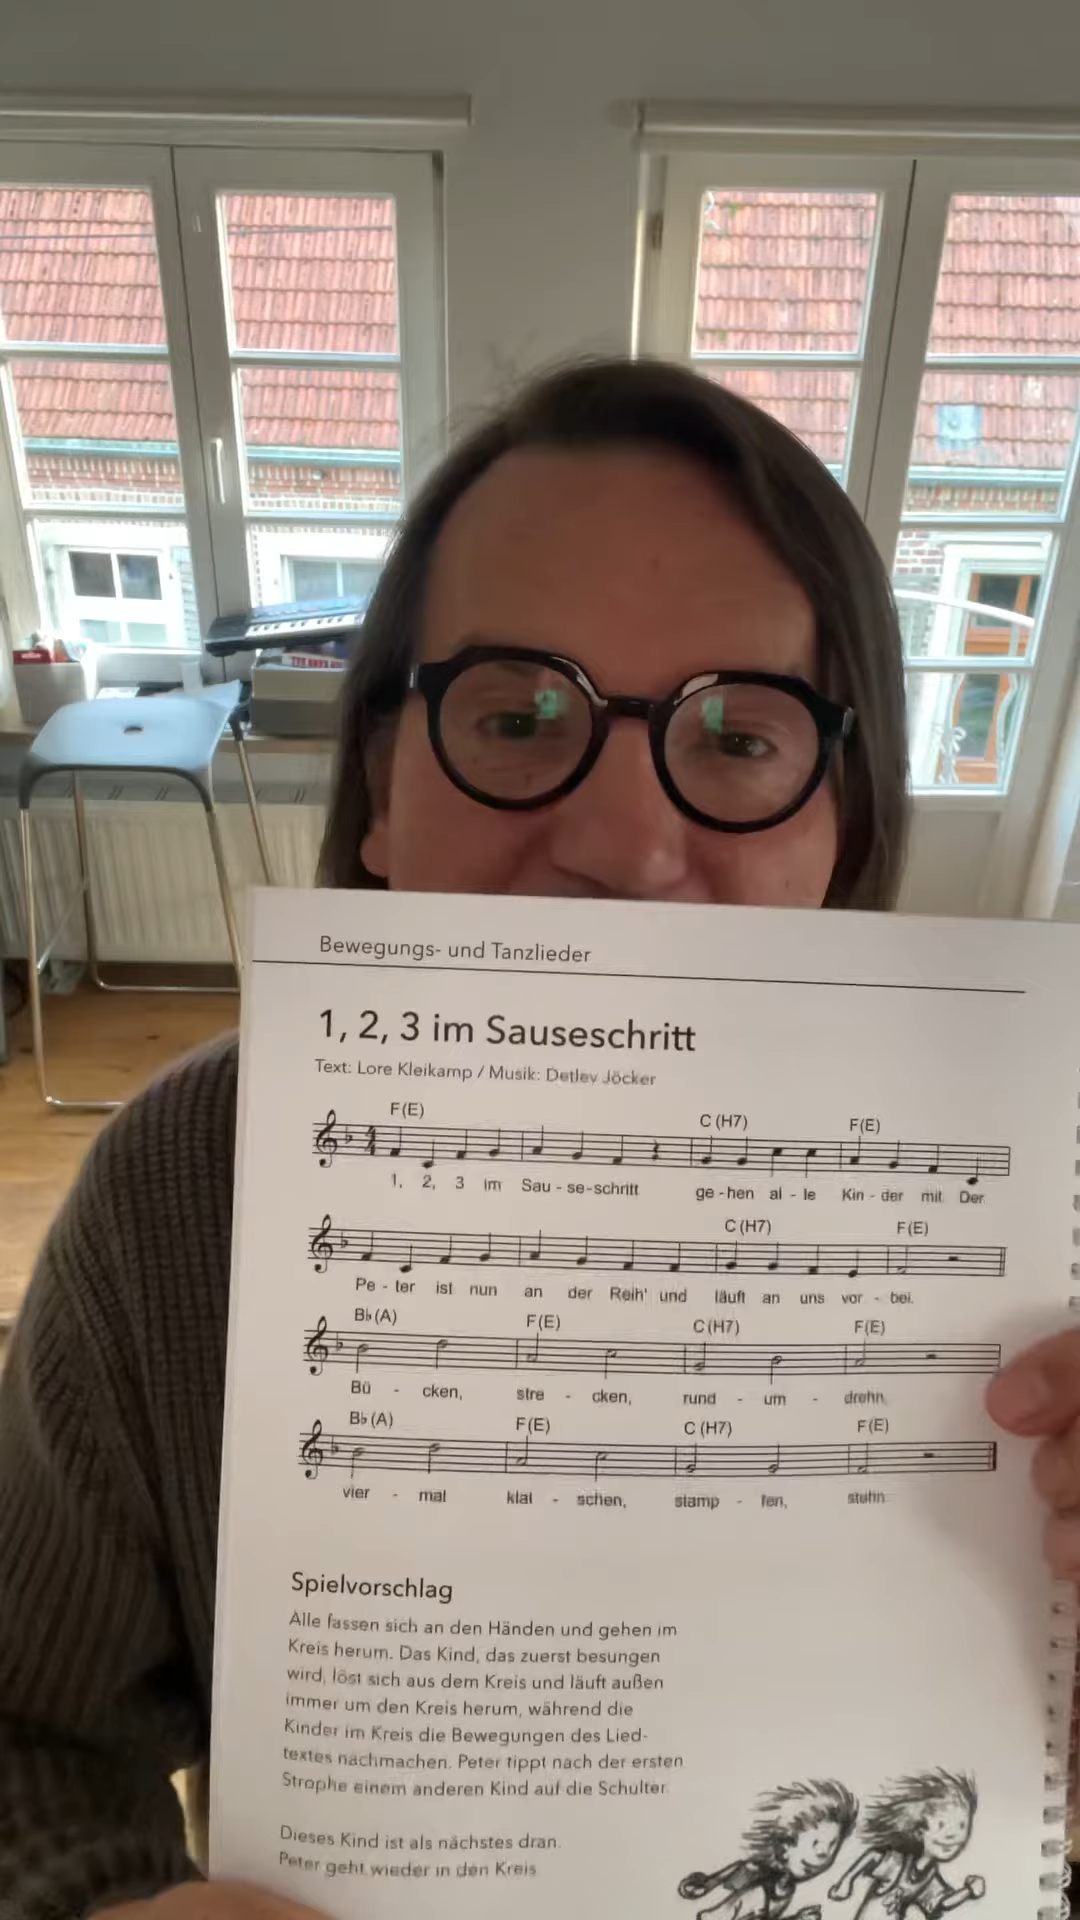 Bewegungs- und Tanzlieder
1, 2, 3 im Sauseschritt
Text: Lore Kleikamp / Musik: Detlev Jöcker
F(E) C (H7) F(E)
1, 2, 3 im Sau - se-schritt ge-hen al - le Kin - der mit. Der
C (H7) F(E)
Pe - ter ist nun an der Reih' und läuft an uns vor - bei.
B♭(A) F(E) C(H7) F(E)
Bü - cken, stre - cken, rund - um - drehn,
B♭(A) F(E) C (H7) F(E)
vier - mal klat - schen, stamp - fen, stehn.
Spielvorschlag
Alle fassen sich an den Händen und gehen im
Kreis herum. Das Kind, das zuerst besungen
wird, löst sich aus dem Kreis und läuft außen
immer um den Kreis herum, während die
Kinder im Kreis die Bewegungen des Lied-
textes nachmachen. Peter tippt nach der ersten
Strophe einem anderen Kind auf die Schulter.
Dieses Kind ist als nächstes dran.
Peter geht wieder in den Kreis